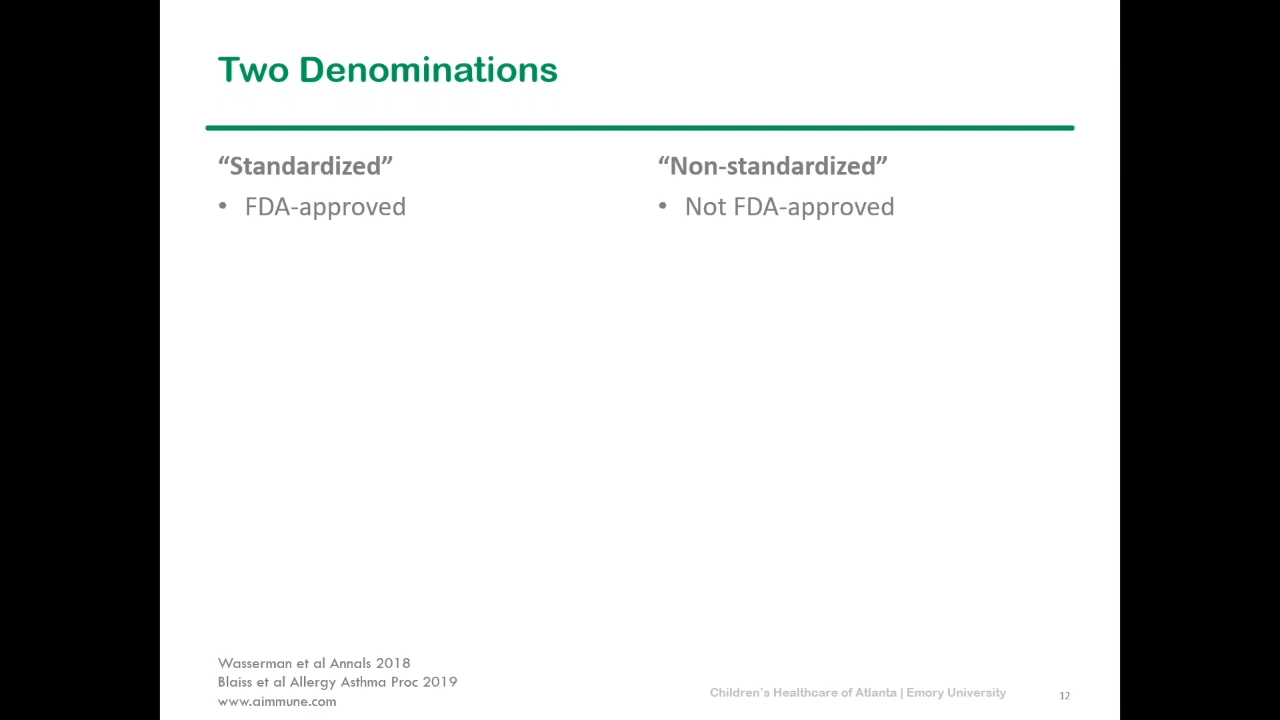 Two Denominations
“Standardized”
• FDA-approved
“Non-standardized”
• Not FDA-approved
Wasserman et al Annals 2018
Blaiss et al Allergy Asthma Proc 2019
www.aimmune.com
Children’s Healthcare of Atlanta | Emory University
12